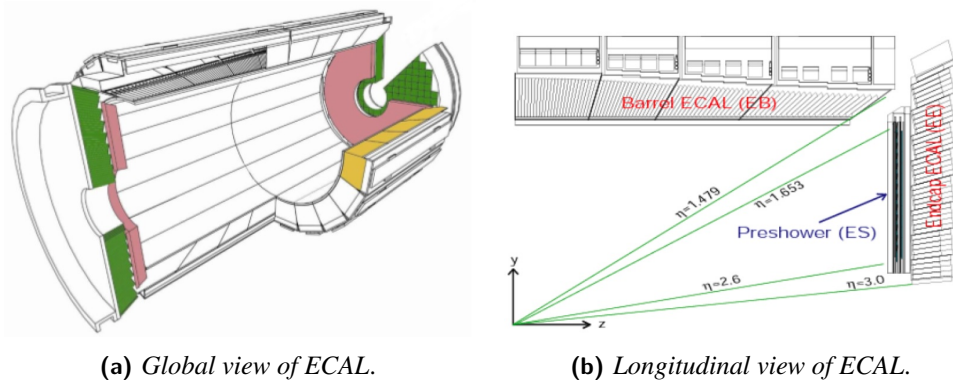 Barrel ECAL (EB)
Endcap ECAL (EE)
η=1.479
η=1.653
Preshower (ES)
y
η=2.6
η=3.0
z
(a) Global view of ECAL.
(b) Longitudinal view of ECAL.